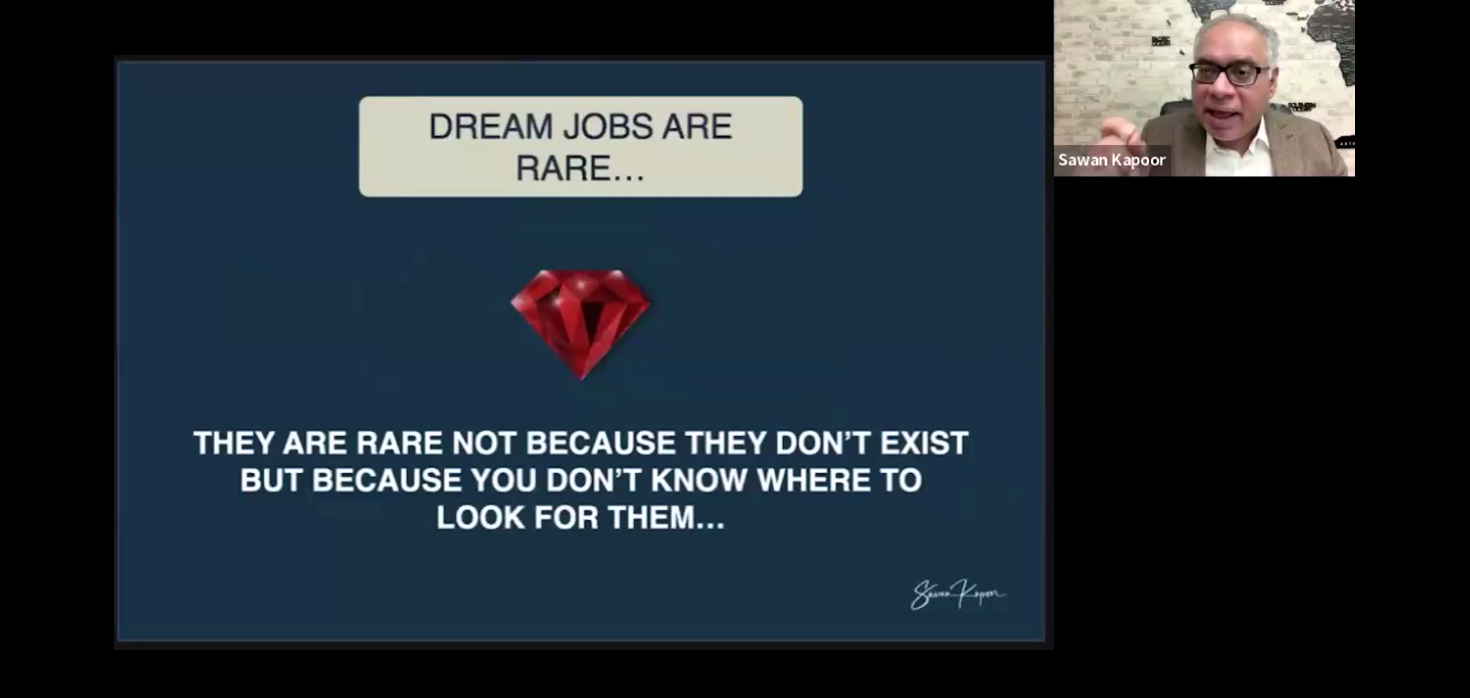 DREAM JOBS ARE
RARE...
THEY ARE RARE NOT BECAUSE THEY DON'T EXIST
BUT BECAUSE YOU DON'T KNOW WHERE TO
LOOK FOR THEM...
Sawan Kapoor
Sawan Kapoor